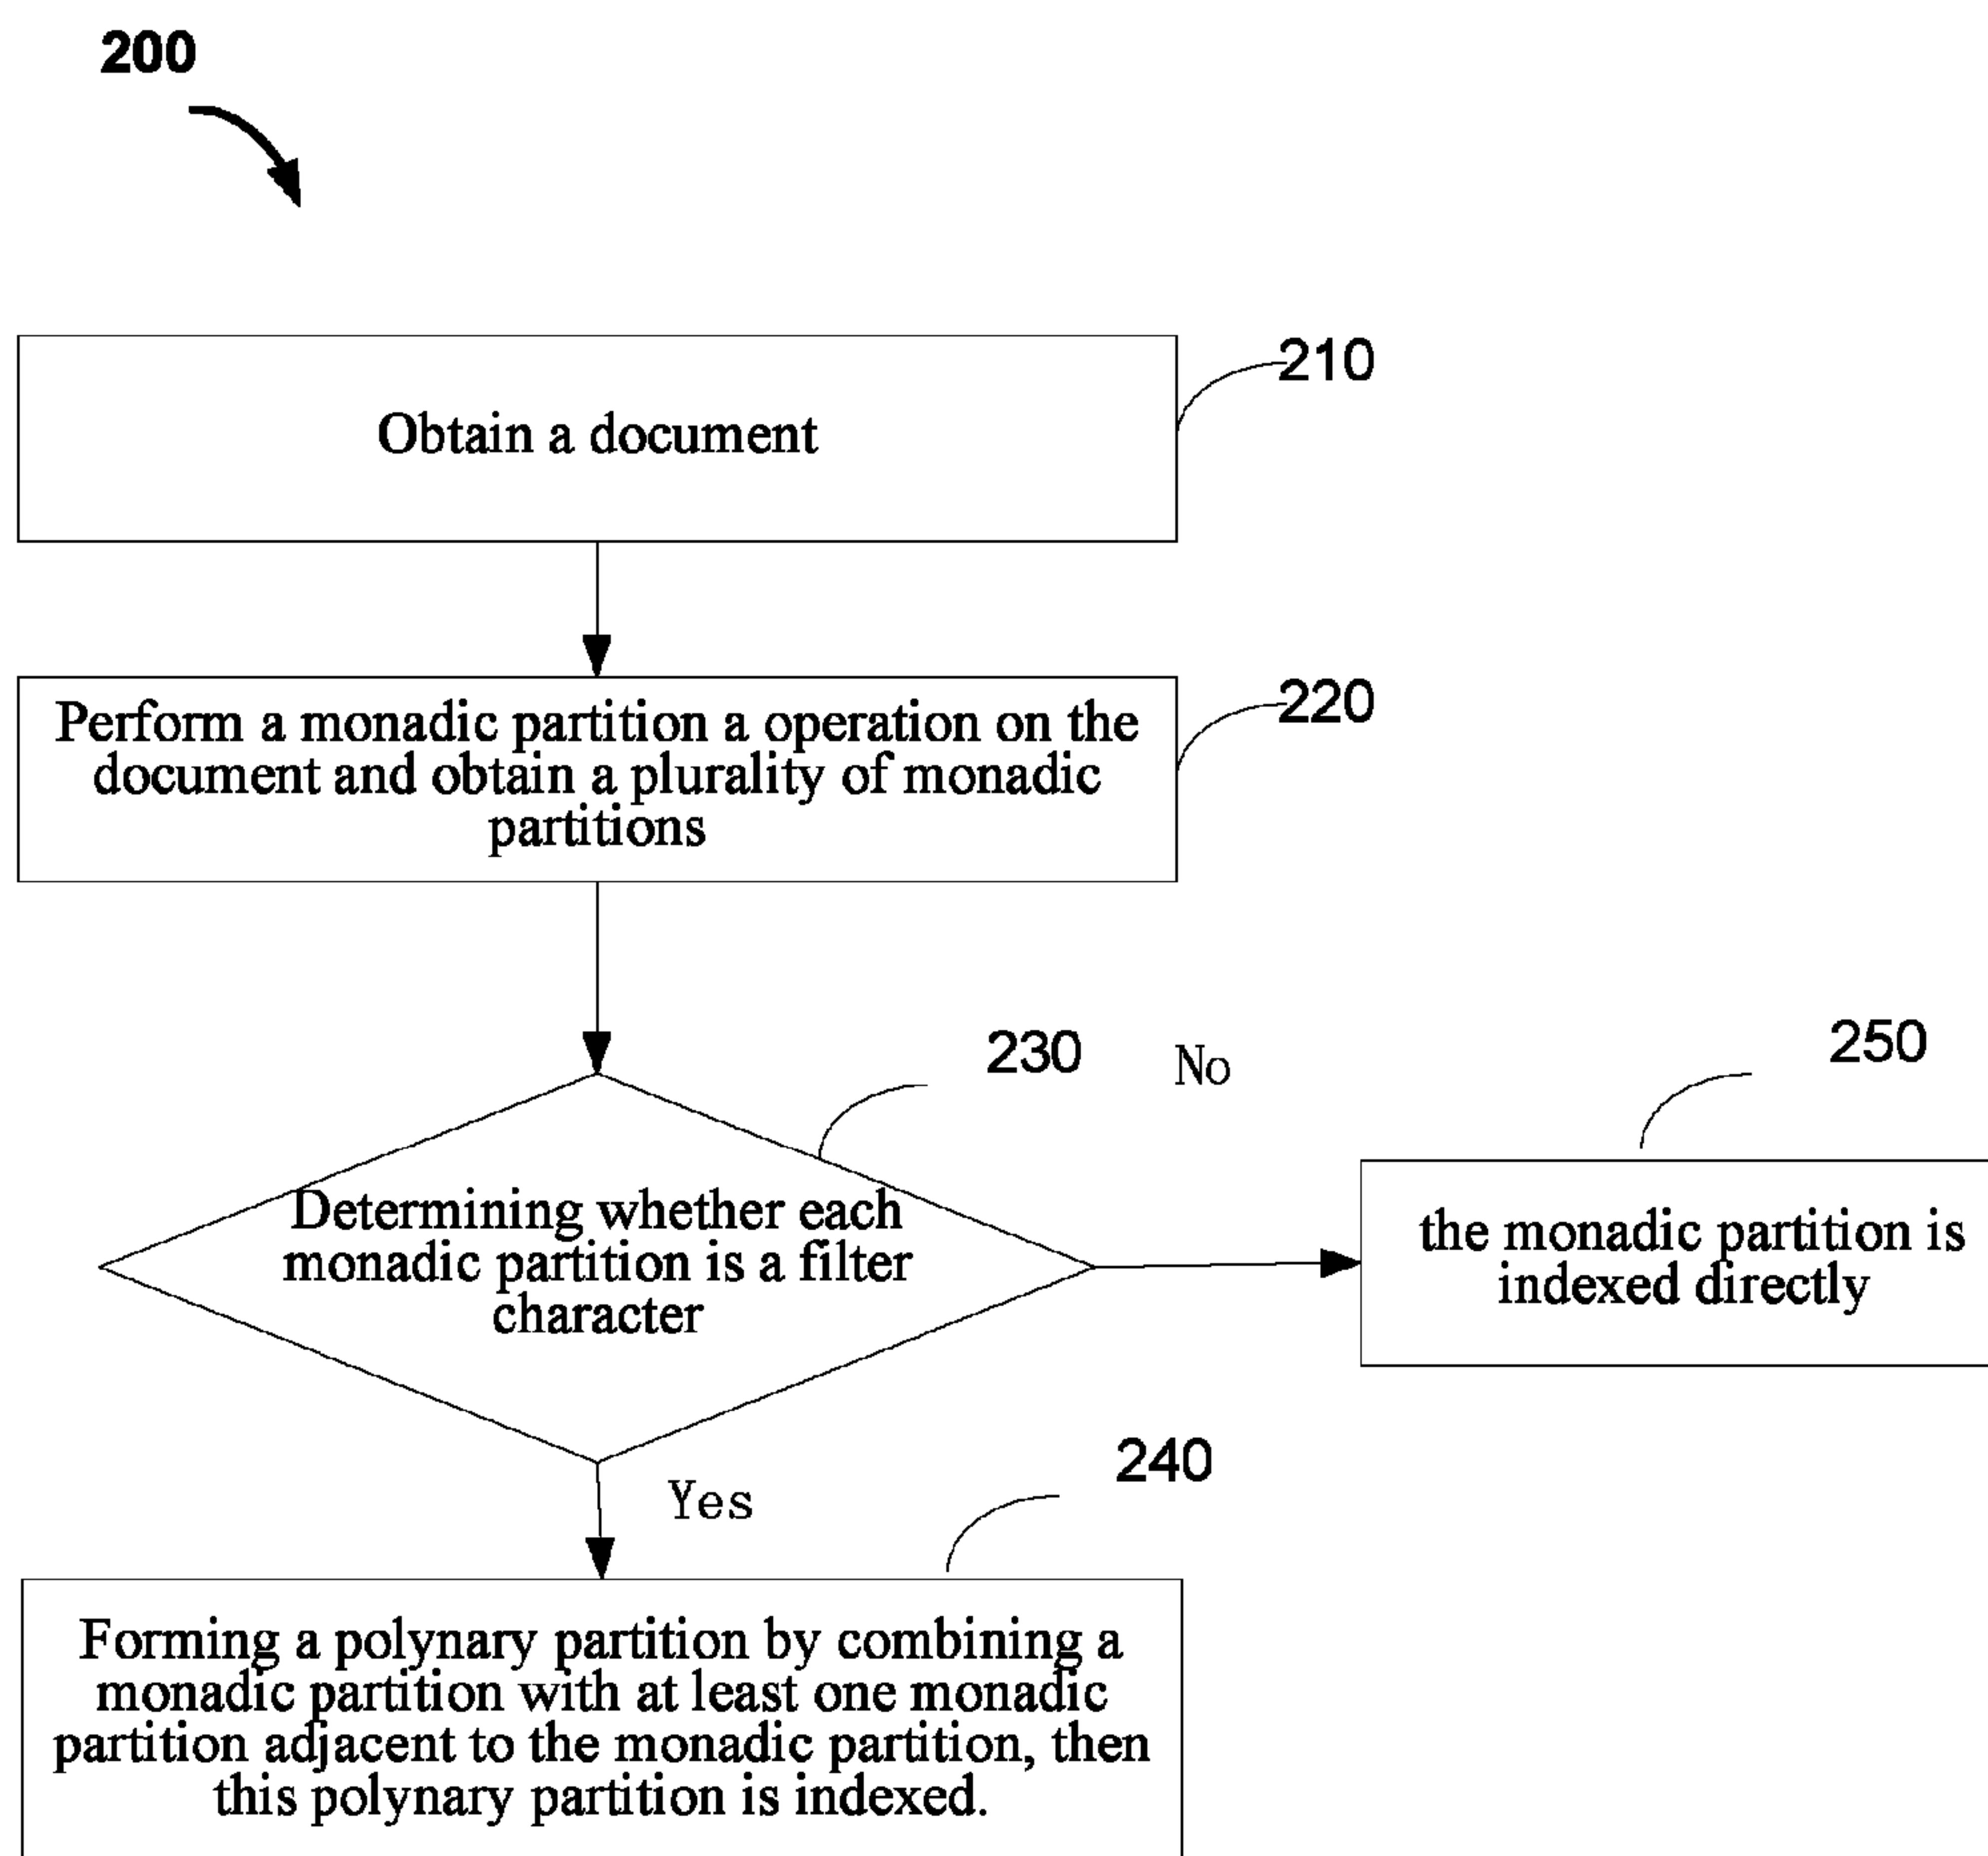 200
210
Obtain a document
220
Perform a monadic partition a operation on the
document and obtain a plurality of monadic
partitions
230
No
250
Determining whether each
monadic partition is a filter
character
the monadic partition is
indexed directly
Yes
240
Forming a polynary partition by combining a
monadic partition with at least one monadic
partition adjacent to the monadic partition, then
this polynary partition is indexed.